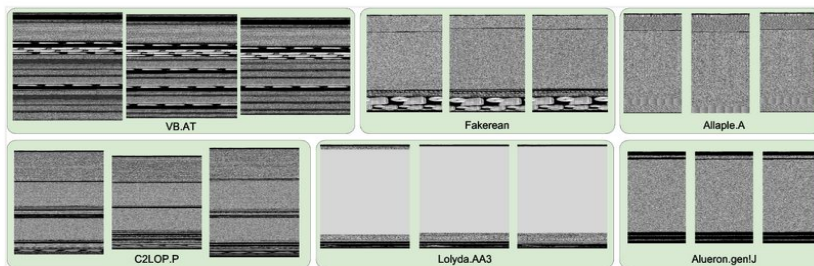 VB.AT
Fakerean
Allaple.A
C2LOP.P
Lolyda.AA3
Alueron.gen!J